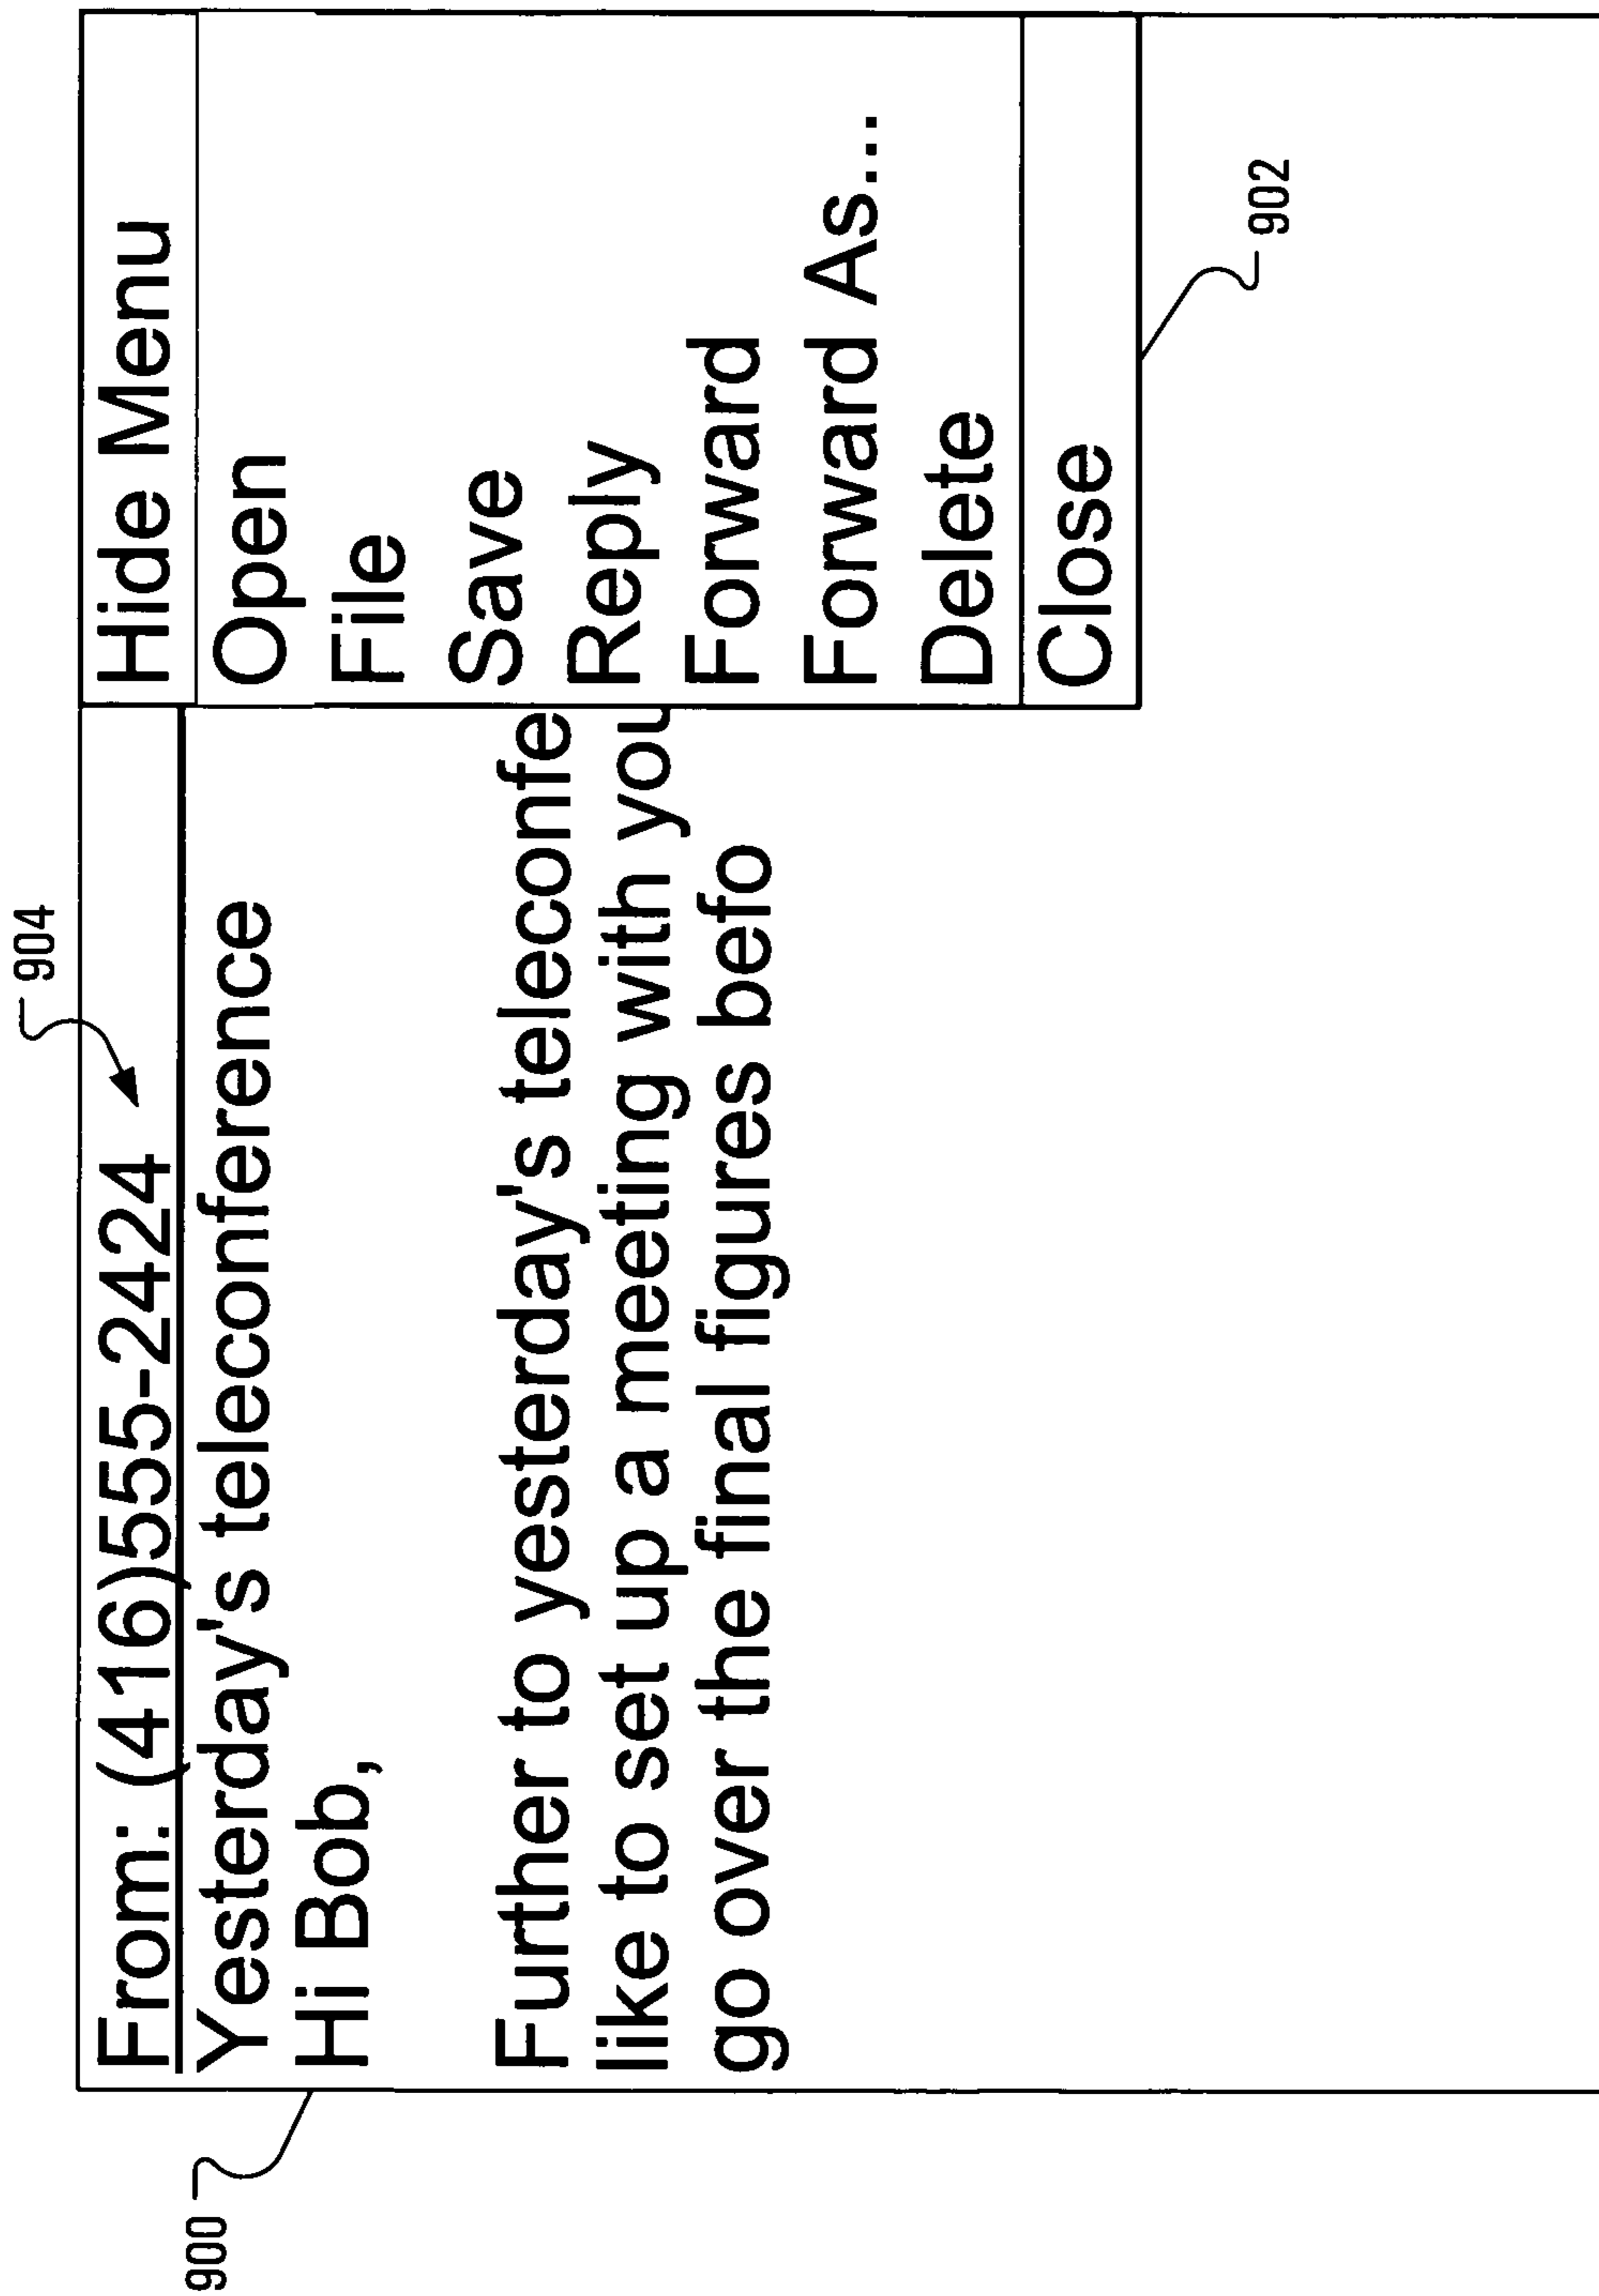 904
From: (416)555-2424
Yesterday's teleconference
Hi Bob,
Further to yesterday's teleconfe
like to set up a meeting with you
go over the final figures befo
Hide Menu
Open
File
Save
Reply
Forward
Forward As...
Delete
Close
900
902